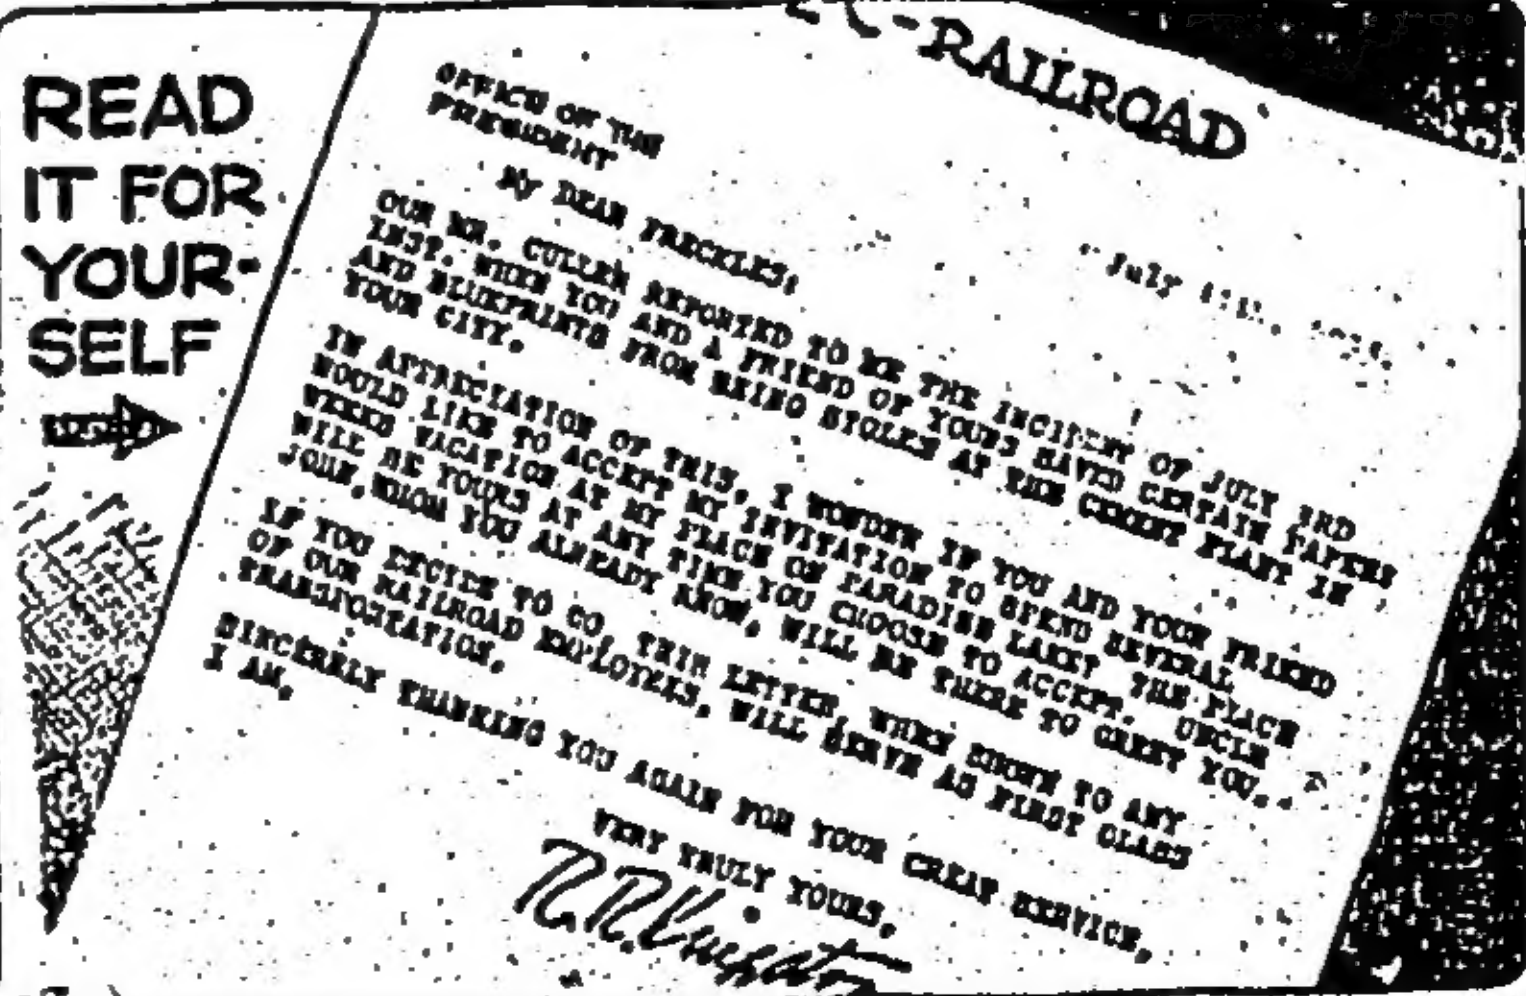 READ
IT FOR
YOUR-
SELF
-RAILROAD
OFFICE OF THE
PRESIDENT
July
My DEAR FRECKLES:
OUR MR. CULLEN REPORTED TO ME THE INCIDENT OF JULY 3RD
INST. WHEN YOU AND A FRIEND OF YOURS SAVED CERTAIN PAPERS
AND BLUEPRINTS FROM BEING STOLEN AT THE CEMENT PLANT IN
YOUR CITY.
IN APPRECIATION OF THIS, I WONDER IF YOU AND YOUR FRIEND
WOULD LIKE TO ACCEPT MY INVITATION TO SPEND SEVERAL
WEEKS VACATION AT MY PLACE ON PARADISE LAKE? THE PLACE
WILL BE YOURS AT ANY TIME YOU CHOOSE TO ACCEPT. UNCLE
JOHN, WHOM YOU ALREADY KNOW, WILL BE THERE TO GREET YOU.
IF YOU DECIDE TO GO, THIS LETTER, WHEN SHOWN TO ANY
OF OUR RAILROAD EMPLOYEES, WILL SERVE AS FIRST CLASS
TRANSPORTATION.
SINCERELY THANKING YOU AGAIN FOR YOUR GREAT SERVICE,
I AM,
VERY TRULY YOURS,
R.R.